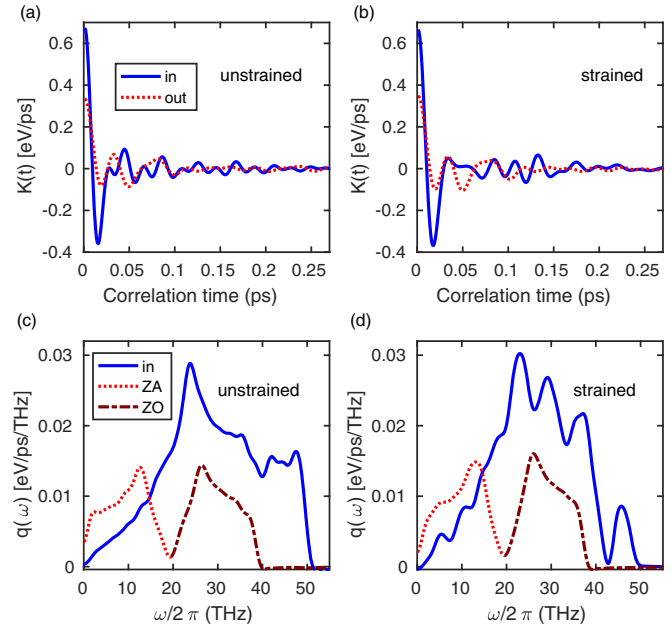 (a)
(b)
K(t) [eV/ps]
0.6
0.4
0.2
0
-0.2
-0.4
in
out
unstrained
0
0.05
0.1
0.15
0.2
0.25
Correlation time (ps)
K(t) [eV/ps]
0.6
0.4
0.2
0
-0.2
-0.4
strained
0
0.05
0.1
0.15
0.2
0.25
Correlation time (ps)
(c)
(d)
q(ω) [eV/ps/THz]
0.03
0.02
0.01
0
in
ZA
ZO
unstrained
0 10 20 30 40 50
ω/2 π (THz)
q(ω) [eV/ps/THz]
0.03
0.02
0.01
0
strained
0 10 20 30 40 50
ω/2 π (THz)